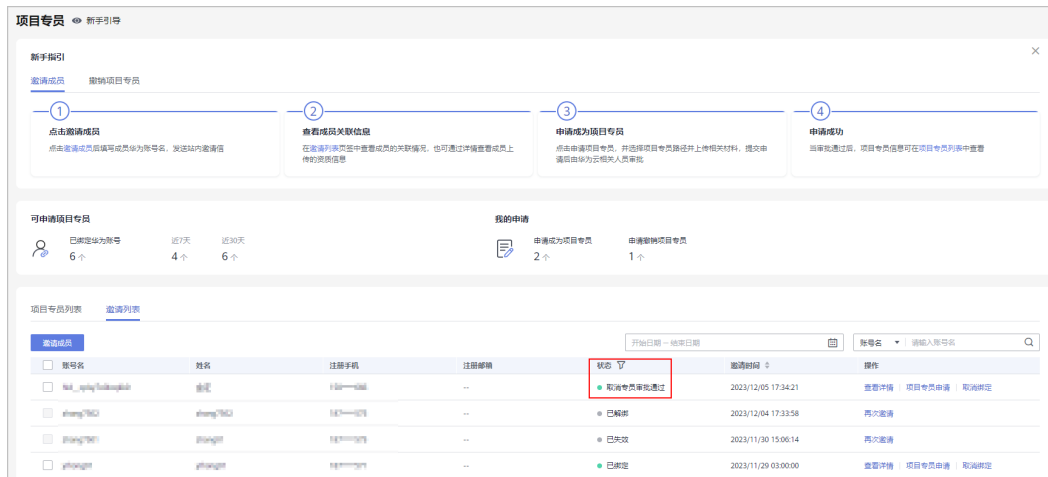 项目专员 新手引导
新手指引
邀请成员 撤销项目专员
1 2 3 4
点击邀请成员 查看成员关联信息 申请成为项目专员 申请成功
点击邀请成员后填写成员华为账号名，发送站内邀请信 在邀请列表页签中查看成员的关联情况，也可通过详情查看成员上 点击申请项目专员，并选择项目专员路径并上传相关材料，提交申 当审批通过后，项目专员信息可在项目专员列表中查看
传的资质信息 请后由华为云相关人员审批
可申请项目专员 我的申请
已绑定华为账号 近7天 近30天 申请成为项目专员 申请撤销项目专员
6 个 4 个 6 个 2 个 1 个
项目专员列表 邀请列表
邀请成员 开始日期 – 结束日期 账号名 请输入账号名
账号名 姓名 注册手机 注册邮箱 状态 邀请时间 操作
-- 取消专员审批通过 2023/12/05 17:34:21 查看详情 项目专员申请 取消绑定
-- 已解绑 2023/12/04 17:33:58 再次邀请
-- 已失效 2023/11/30 15:06:14 再次邀请
-- 已绑定 2023/11/29 03:00:00 查看详情 项目专员申请 取消绑定